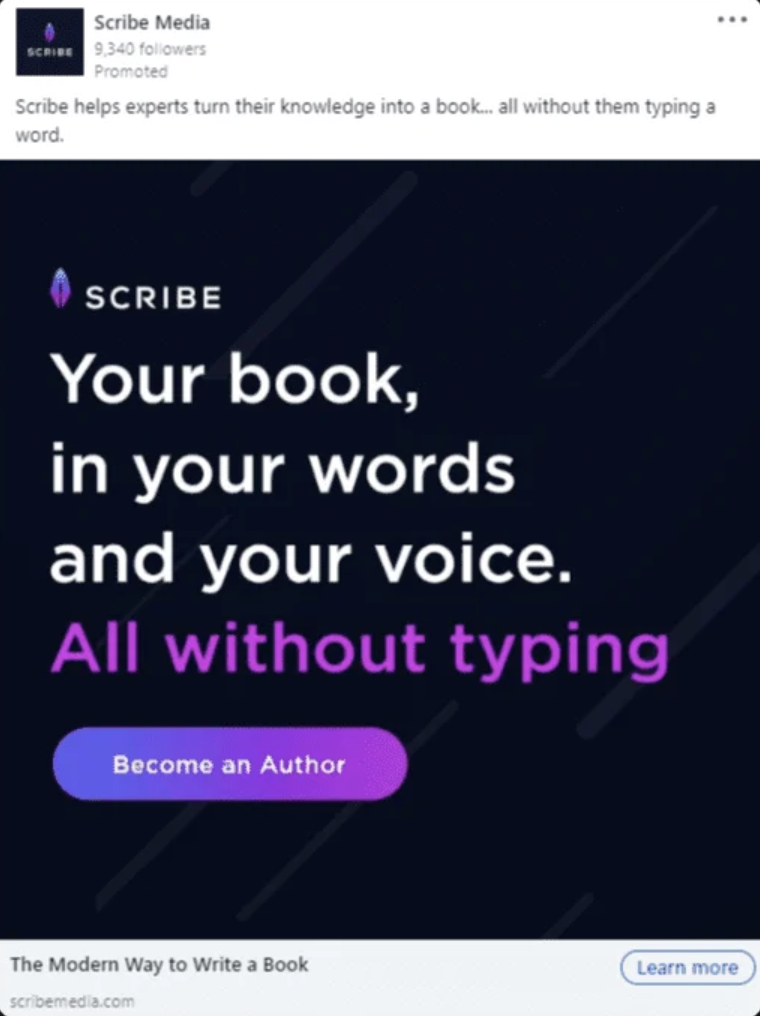 SCRIBE
Scribe Media
9,340 followers
Promoted
Scribe helps experts turn their knowledge into a book... all without them typing a
word.
SCRIBE
Your book,
in your words
and your voice.
All without typing
Become an Author
The Modern Way to Write a Book
Learn more
scribemedia.com